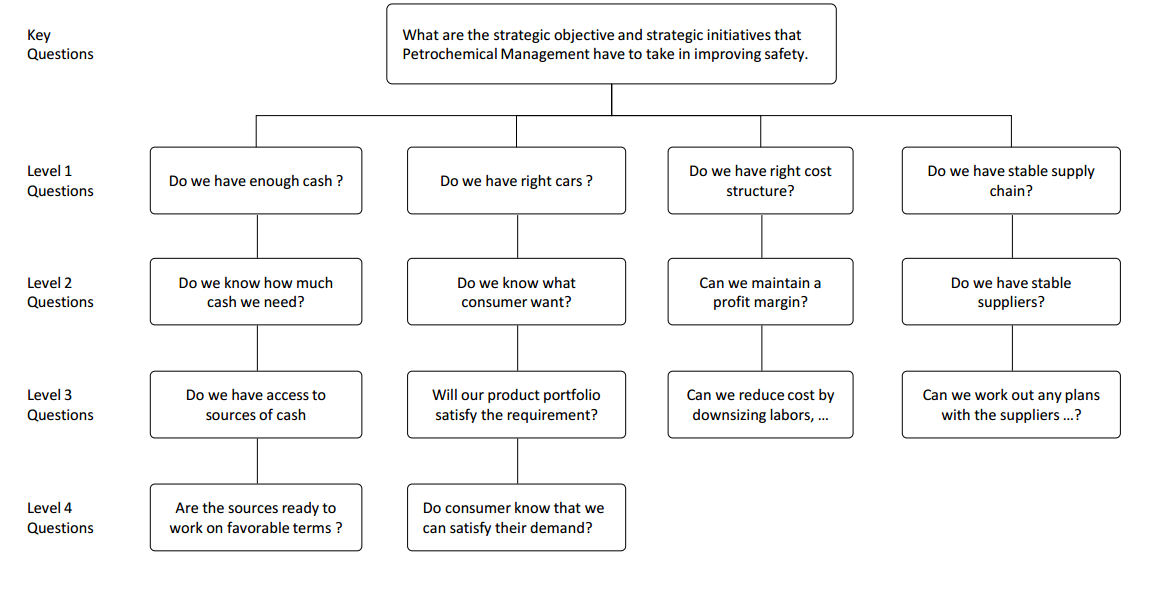 Key
Questions
What are the strategic objective and strategic initiatives that
Petrochemical Management have to take in improving safety.
Level 1
Questions
Do we have enough cash ?
Do we have right cars ?
Do we have right cost
structure?
Do we have stable supply
chain?
Level 2
Questions
Do we know how much
cash we need?
Do we know what
consumer want?
Can we maintain a
profit margin?
Do we have stable
suppliers?
Level 3
Questions
Do we have access to
sources of cash
Will our product portfolio
satisfy the requirement?
Can we reduce cost by
downsizing labors, ...
Can we work out any plans
with the suppliers ...?
Level 4
Questions
Are the sources ready to
work on favorable terms ?
Do consumer know that we
can satisfy their demand?